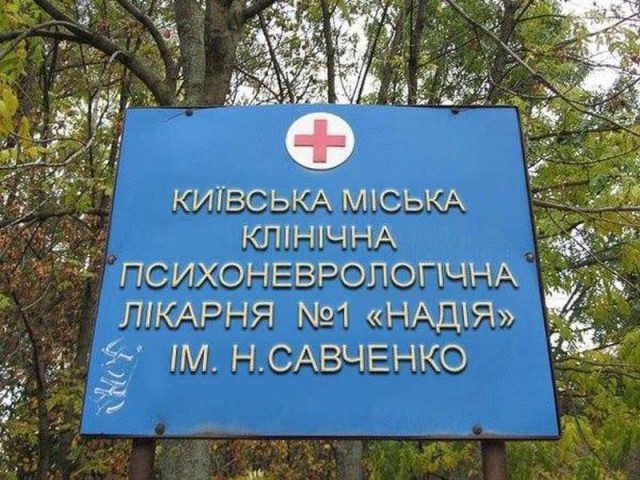 КИЇВСЬКА МІСЬКА
КЛІНІЧНА
ПСИХОНЕВРОЛОГІЧНА
ЛІКАРНЯ №1 «НАДІЯ»
ІМ. Н.САВЧЕНКО